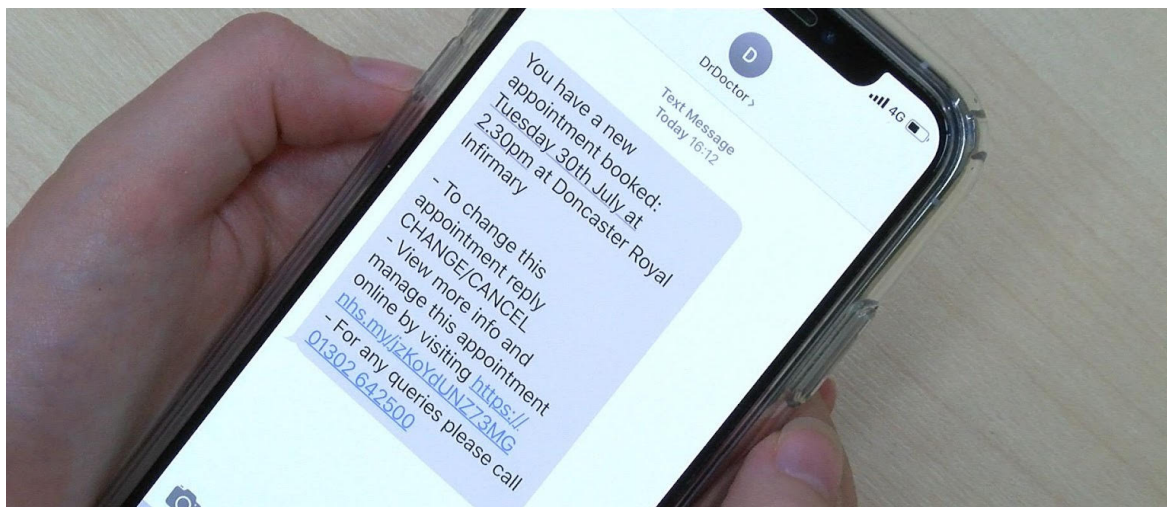 4G
D
DrDoctor >
Text Message
Today 16:12
You have a new
appointment booked:
Tuesday 30th July at
2.30pm at Doncaster Royal
Infirmary
- To change this
appointment reply
CHANGE/CANCEL
- View more info and
manage this appointment
online by visiting https://
nhs.my/jzKoYdUNZ73MG
- For any queries please call
01302 642500